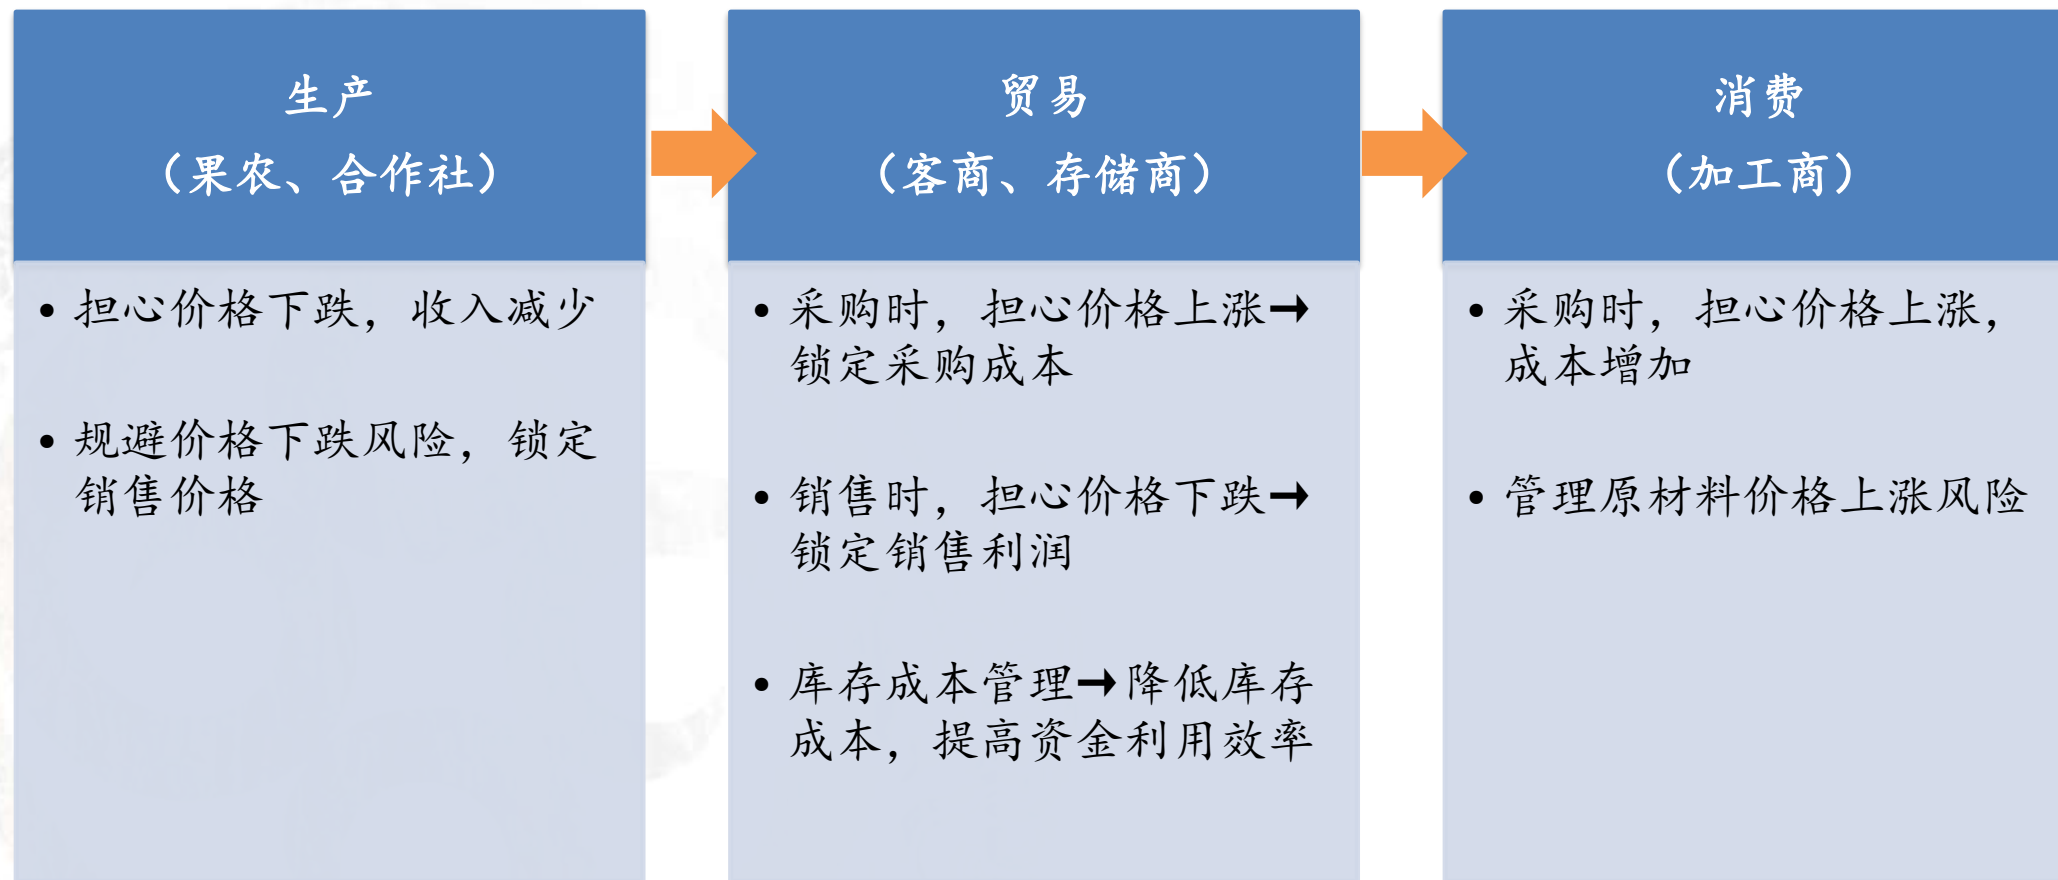 生产
（果农、合作社）
• 担心价格下跌，收入减少
• 规避价格下跌风险，锁定
销售价格
贸易
（客商、存储商）
• 采购时，担心价格上涨➞
锁定采购成本
• 销售时，担心价格下跌➞
锁定销售利润
• 库存成本管理➞降低库存
成本，提高资金利用效率
消费
（加工商）
• 采购时，担心价格上涨，
成本增加
• 管理原材料价格上涨风险